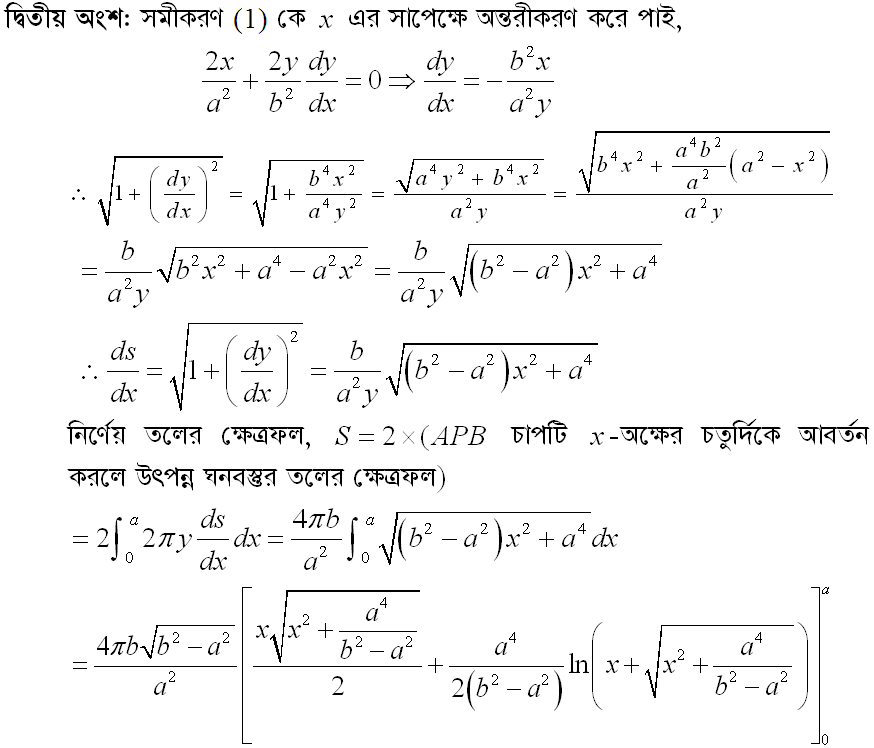 দ্বিতীয় অংশ: সমীকরণ (1) কে x এর সাপেক্ষে অন্তরীকরণ করে পাই,
2x/a² + 2y/b² dy/dx = 0 ⇒ dy/dx = −b²x/a²y
∴ √(1 + (dy/dx)²) = √(1 + b⁴x²/a⁴y²) = √(a⁴y² + b⁴x²)/a²y = √(b⁴x² + a⁴b²/a² (a² − x²))/a²y
= b/a²y √(b²x² + a⁴ − a²x²) = b/a²y √((b² − a²)x² + a⁴)
∴ ds/dx = √(1 + (dy/dx)²) = b/a²y √((b² − a²)x² + a⁴)
নির্ণেয় তলের ক্ষেত্রফল, S = 2×(APB চাপটি x-অক্ষের চতুর্দিকে আবর্তন
করলে উৎপন্ন ঘনবস্তুর তলের ক্ষেত্রফল)
= 2∫₀ᵃ 2πy ds/dx dx = 4πb/a² ∫₀ᵃ √((b² − a²)x² + a⁴) dx
= 4πb√(b² − a²)/a² [x√(x² + a⁴/(b² − a²))/2 + a⁴/2(b² − a²) ln(x + √(x² + a⁴/(b² − a²)))]₀ᵃ